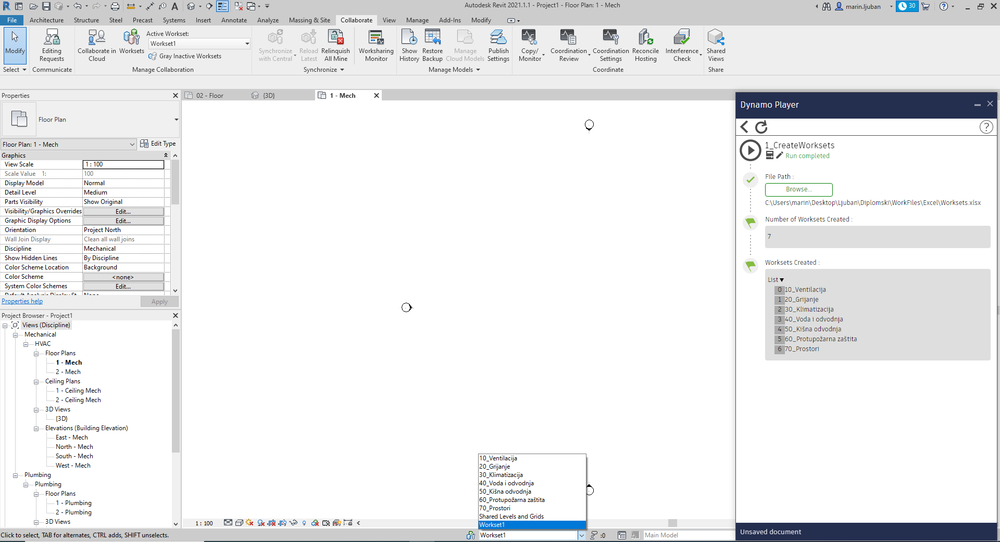 Autodesk Revit 2021.1.1 - Project1 - Floor Plan: 1 - Mech
marin.ljuban
30
File
Architecture
Structure
Steel
Precast
Systems
Insert
Annotate
Analyze
Massing & Site
Collaborate
View
Manage
Add-Ins
Modify
Modify
Select
Editing
Requests
Communicate
Collaborate in
Cloud
Worksets
Active Workset:
Workset1
Gray Inactive Worksets
Manage Collaboration
Synchronize
with Central
Reload
Latest
Relinquish
All Mine
Synchronize
Worksharing
Monitor
Show
History
Restore
Backup
Manage
Cloud Models
Publish
Settings
Manage Models
Copy/
Monitor
Coordination
Review
Coordination
Settings
Reconcile
Hosting
Interference
Check
Coordinate
Shared
Views
Share
Properties
Floor Plan
Floor Plan: 1 - Mech
Edit Type
Graphics
View Scale 1 : 100
Scale Value 1: 100
Display Model Normal
Detail Level Medium
Parts Visibility Show Original
Visibility/Graphics Overrides Edit...
Graphic Display Options Edit...
Orientation Project North
Wall Join Display Clean all wall joins
Discipline Mechanical
Show Hidden Lines By Discipline
Color Scheme Location Background
Color Scheme <none>
System Color Schemes Edit...
Properties help
Apply
Project Browser - Project1
Views (Discipline)
Mechanical
HVAC
Floor Plans
1 - Mech
2 - Mech
Ceiling Plans
1 - Ceiling Mech
2 - Ceiling Mech
3D Views
{3D}
Elevations (Building Elevation)
East - Mech
North - Mech
South - Mech
West - Mech
Plumbing
Plumbing
Floor Plans
1 - Plumbing
2 - Plumbing
3D Views
02 - Floor
{3D}
1 - Mech
10_Ventilacija
20_Grijanje
30_Klimatizacija
40_Voda i odvodnja
50_Kišna odvodnja
60_Protupožarna zaštita
70_Prostori
Shared Levels and Grids
Workset1
1 : 100
Click to select, TAB for alternates, CTRL adds, SHIFT unselects.
Workset1
:0
Main Model
Dynamo Player
1_CreateWorksets
Run completed
File Path :
Browse...
C:\Users\marin\Desktop\Ljuban\Diplomski\WorkFiles\Excel\Worksets.xlsx
Number of Worksets Created :
7
Worksets Created :
List
0 10_Ventilacija
1 20_Grijanje
2 30_Klimatizacija
3 40_Voda i odvodnja
4 50_Kišna odvodnja
5 60_Protupožarna zaštita
6 70_Prostori
Unsaved document